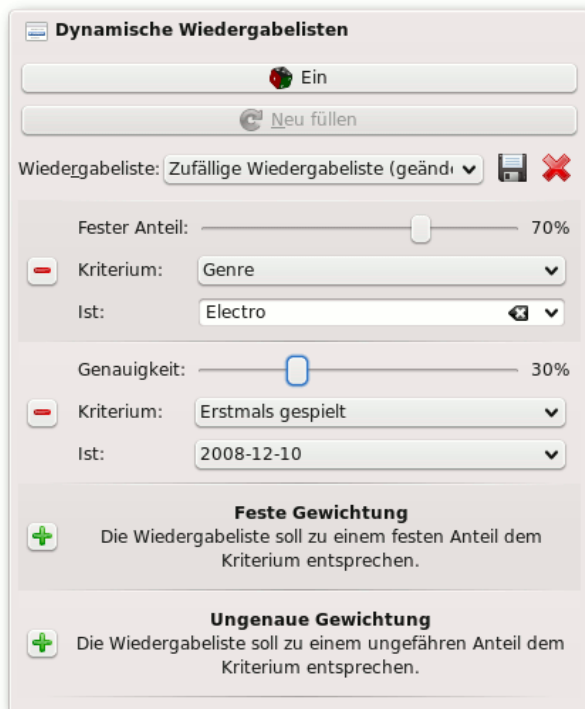 Dynamische Wiedergabelisten
Ein
Neu füllen
Wiedergabeliste: Zufällige Wiedergabeliste (geände
Fester Anteil: 70%
Kriterium: Genre
Ist: Electro
Genauigkeit: 30%
Kriterium: Erstmals gespielt
Ist: 2008-12-10
Feste Gewichtung
Die Wiedergabeliste soll zu einem festen Anteil dem
Kriterium entsprechen.
Ungenaue Gewichtung
Die Wiedergabeliste soll zu einem ungefähren Anteil dem
Kriterium entsprechen.